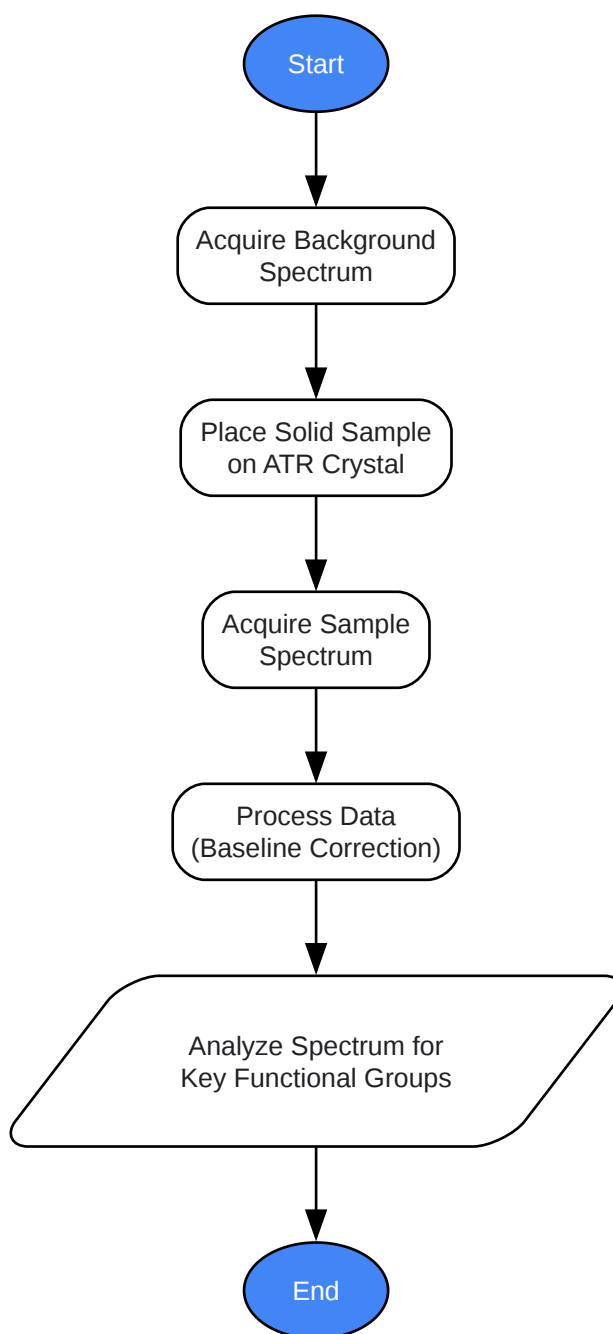 Start
Acquire Background
Spectrum
Place Solid Sample
on ATR Crystal
Acquire Sample
Spectrum
Process Data
(Baseline Correction)
Analyze Spectrum for
Key Functional Groups
End